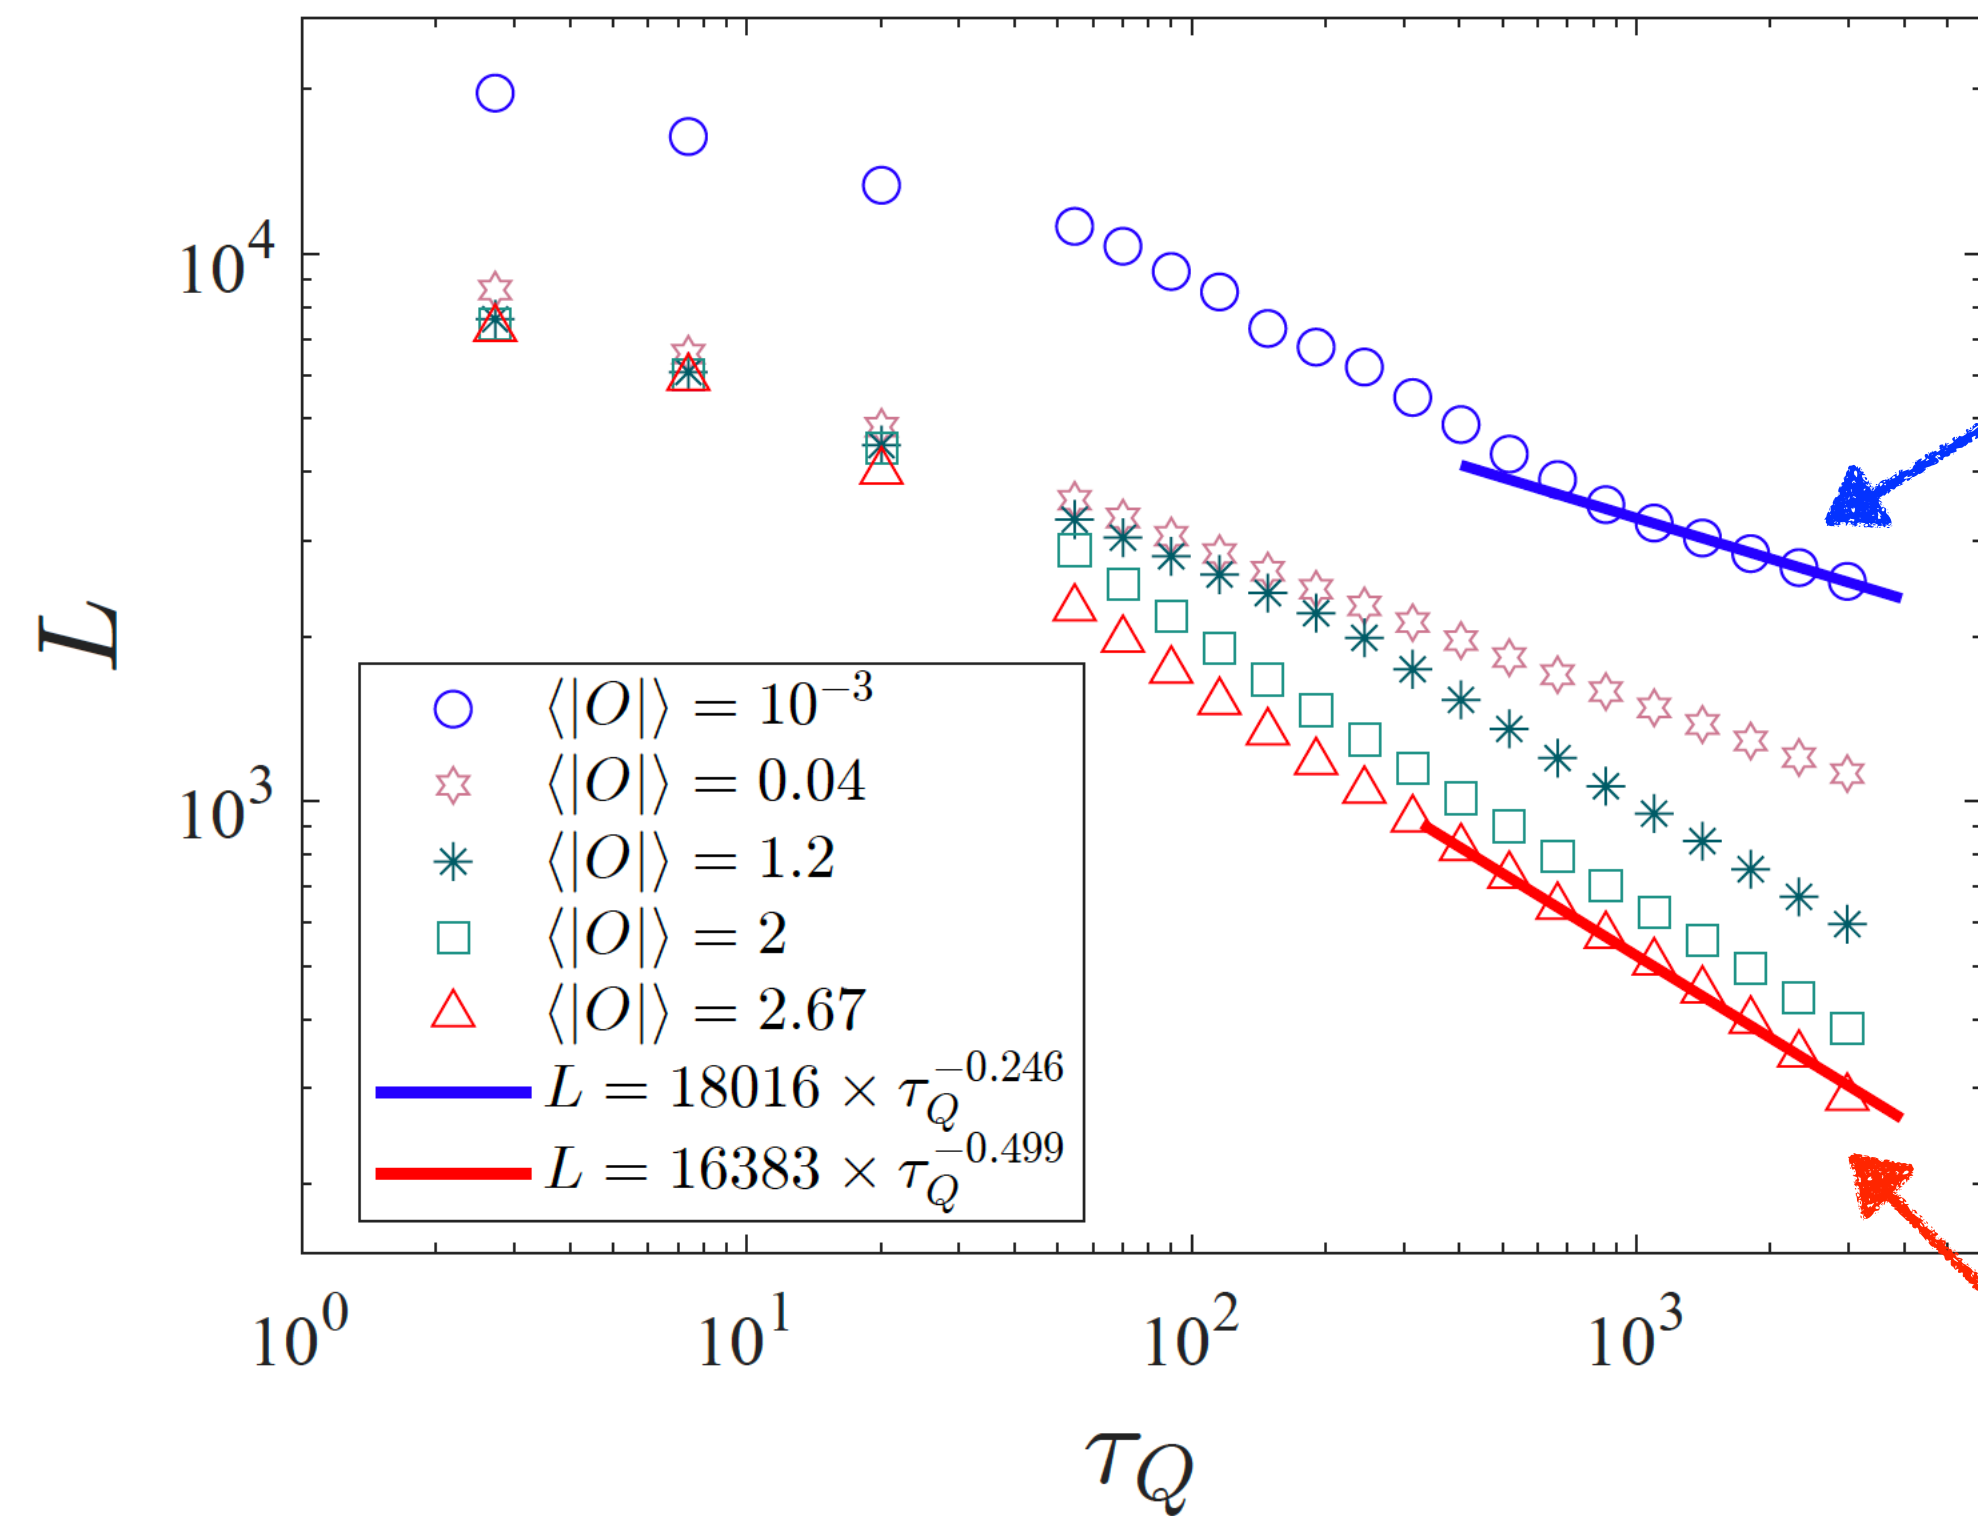 10^4
10^3
L
⟨|O|⟩ = 10^{-3}
⟨|O|⟩ = 0.04
⟨|O|⟩ = 1.2
⟨|O|⟩ = 2
⟨|O|⟩ = 2.67
L = 18016 × τ_Q^{-0.246}
L = 16383 × τ_Q^{-0.499}
10^0 10^1 10^2 10^3
τ_Q